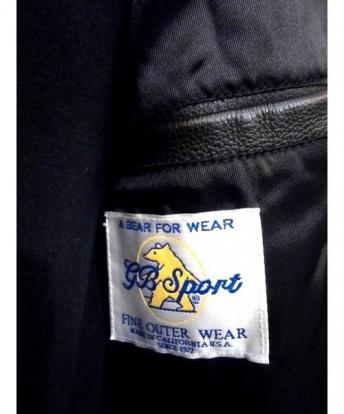 A BEAR FOR WEAR
GB Sport
®
FINE OUTER WEAR
MADE IN CALIFORNIA U.S.A.
SINCE 1972